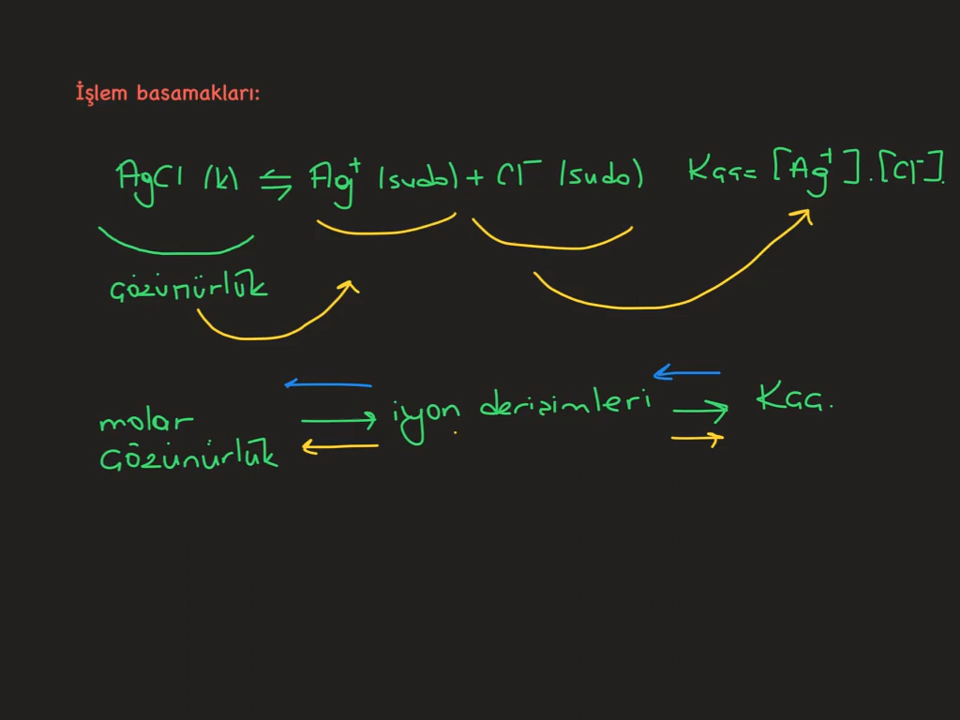 İşlem basamakları:
AgCl (k) ⇌ Ag⁺ (suda) + Cl⁻ (suda) Kçç = [Ag⁺].[Cl⁻].
çözünürlük
molar → iyon derişimleri → Kçç.
çözünürlük